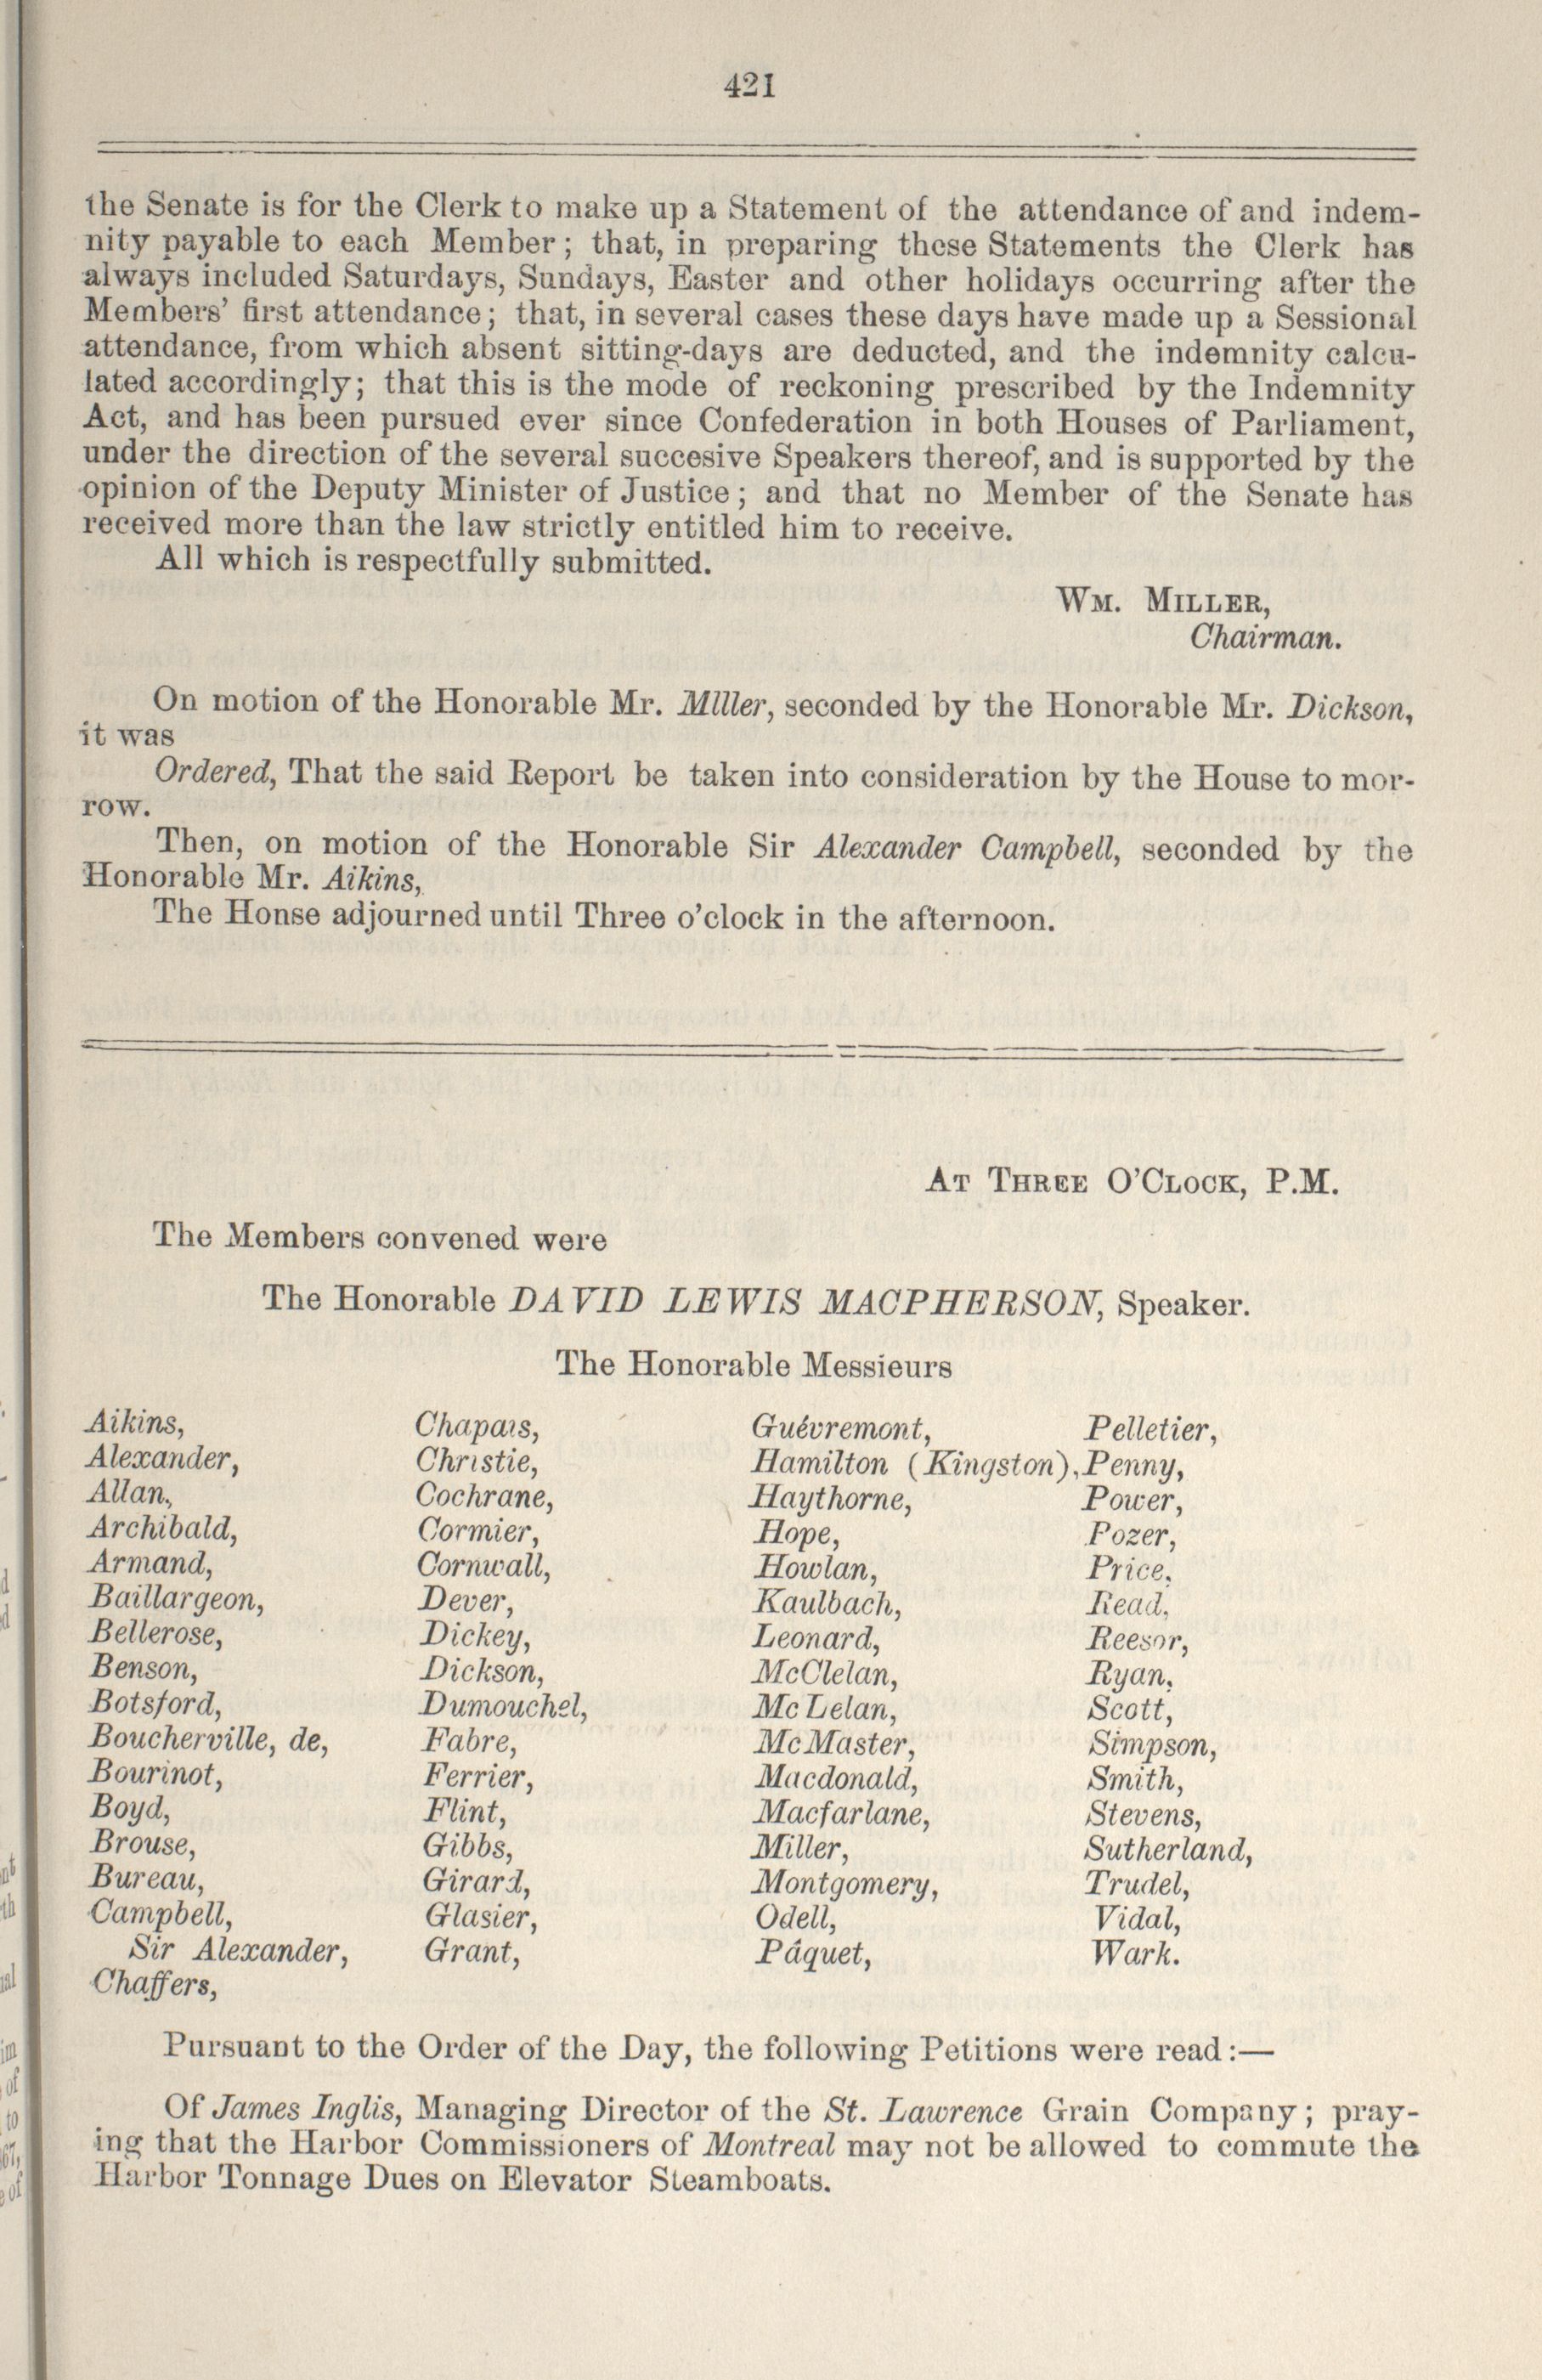 421
the Senate is for the Clerk to make up a Statement of the attendance of and indem-
nity payable to each Member; that, in preparing these Statements the Clerk has
always included Saturdays, Sundays, Easter and other holidays occurring after the
Members' first attendance; that, in several cases these days have made up a Sessional
attendance, from which absent sitting-days are deducted, and the indemnity calcu-
lated accordingly; that this is the mode of reckoning prescribed by the Indemnity
Act, and has been pursued ever since Confederation in both Houses of Parliament,
under the direction of the several succesive Speakers thereof, and is supported by the
opinion of the Deputy Minister of Justice; and that no Member of the Senate has
received more than the law strictly entitled him to receive.
All which is respectfully submitted.
WM. MILLER,
Chairman.
On motion of the Honorable Mr. Mlller, seconded by the Honorable Mr. Dickson,
it was
Ordered, That the said Report be taken into consideration by the House to mor-
row.
Then, on motion of the Honorable Sir Alexander Campbell, seconded by the
Honorable Mr. Aikins,
The Honse adjourned until Three o'clock in the afternoon.
AT THREE O'CLOCK, P.M.
The Members convened were
The Honorable DAVID LEWIS MACPHERSON, Speaker.
The Honorable Messieurs
Aikins,
Alexander,
Allan,
Archibald,
Armand,
Baillargeon,
Bellerose,
Benson,
Botsford,
Boucherville, de,
Bourinot,
Boyd,
Brouse,
Bureau,
Campbell,
Sir Alexander,
Chaffers,
Chapais,
Christie,
Cochrane,
Cormier,
Cornwall,
Dever,
Dickey,
Dickson,
Dumouchel,
Fabre,
Ferrier,
Flint,
Gibbs,
Girard,
Glasier,
Grant,
Guévremont,
Hamilton (Kingston),
Haythorne,
Hope,
Howlan,
Kaulbach,
Leonard,
McClelan,
McLelan,
McMaster,
Macdonald,
Macfarlane,
Miller,
Montgomery,
Odell,
Pâquet,
Pelletier,
Penny,
Power,
Pozer,
Price,
Read,
Reesor,
Ryan,
Scott,
Simpson,
Smith,
Stevens,
Sutherland,
Trudel,
Vidal,
Wark.
Pursuant to the Order of the Day, the following Petitions were read:—
Of James Inglis, Managing Director of the St. Lawrence Grain Company; pray-
ing that the Harbor Commissioners of Montreal may not be allowed to commute the
Harbor Tonnage Dues on Elevator Steamboats.